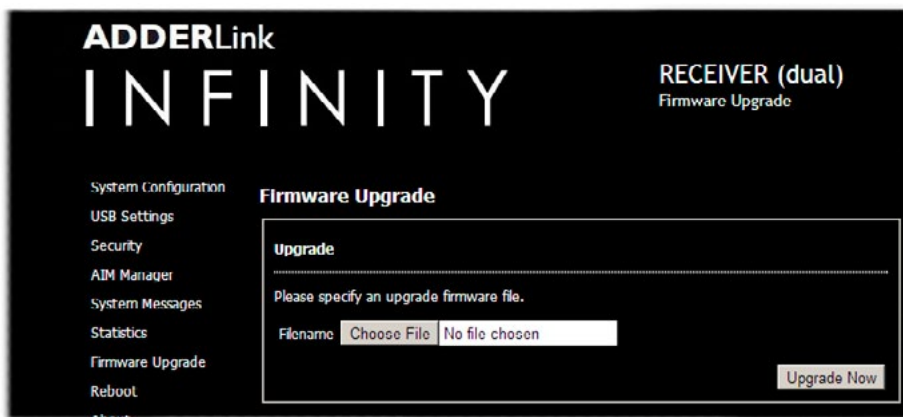 ADDERLink
INFINITY
RECEIVER (dual)
Firmware Upgrade
System Configuration
USB Settings
Security
AIM Manager
System Messages
Statistics
Firmware Upgrade
Reboot
About
Firmware Upgrade
Upgrade
Please specify an upgrade firmware file.
Filename Choose File No file chosen
Upgrade Now